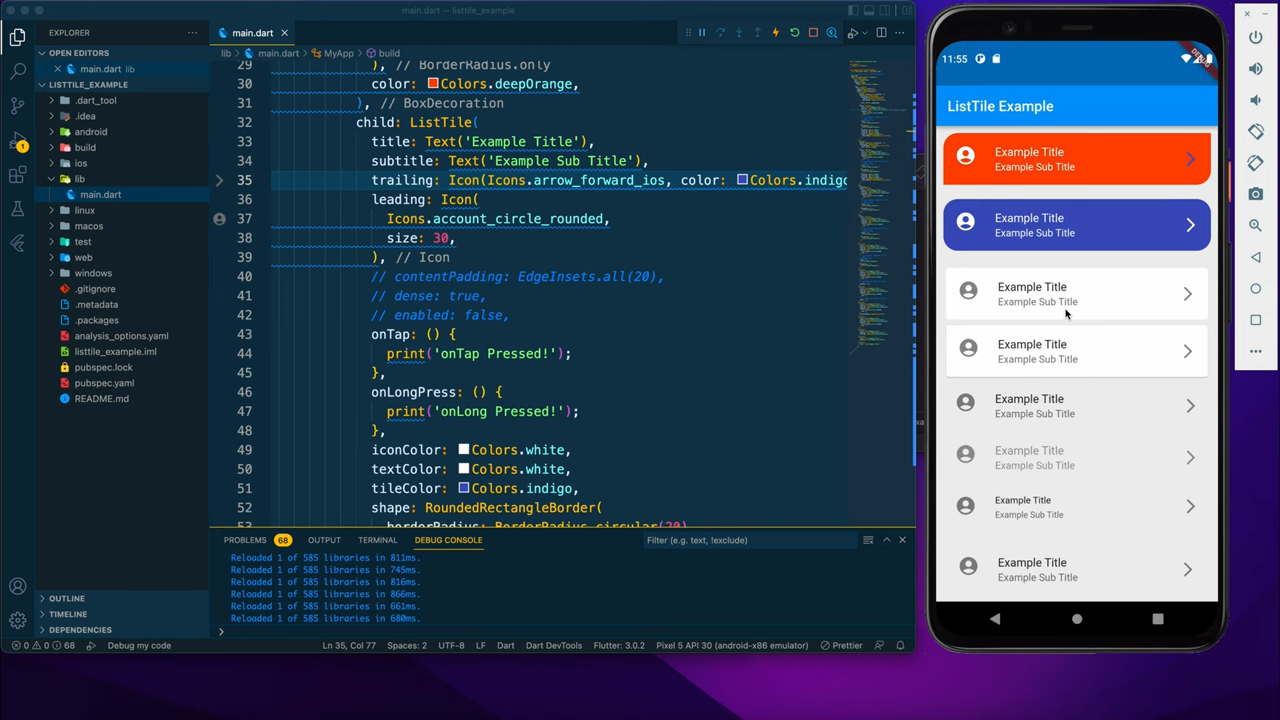 main.dart — listtile_example
EXPLORER
OPEN EDITORS
main.dart lib
LISTTILE_EXAMPLE
.dart_tool
.idea
android
build
ios
lib
main.dart
linux
macos
test
web
windows
.gitignore
.metadata
.packages
analysis_options.yaml
listtile_example.iml
pubspec.lock
pubspec.yaml
README.md
OUTLINE
TIMELINE
DEPENDENCIES
1
main.dart
lib > main.dart > MyApp > build
29 ), // BorderRadius.only
30 color: Colors.deepOrange,
31 ), // BoxDecoration
32 child: ListTile(
33 title: Text('Example Title'),
34 subtitle: Text('Example Sub Title'),
35 trailing: Icon(Icons.arrow_forward_ios, color: Colors.indigo
36 leading: Icon(
37 Icons.account_circle_rounded,
38 size: 30,
39 ), // Icon
40 // contentPadding: EdgeInsets.all(20),
41 // dense: true,
42 // enabled: false,
43 onTap: () {
44 print('onTap Pressed!');
45 },
46 onLongPress: () {
47 print('onLong Pressed!');
48 },
49 iconColor: Colors.white,
50 textColor: Colors.white,
51 tileColor: Colors.indigo,
52 shape: RoundedRectangleBorder(
53 borderRadius: BorderRadius.circular(20)
PROBLEMS 68 OUTPUT TERMINAL DEBUG CONSOLE Filter (e.g. text, !exclude)
Reloaded 1 of 585 libraries in 811ms.
Reloaded 1 of 585 libraries in 745ms.
Reloaded 1 of 585 libraries in 816ms.
Reloaded 1 of 585 libraries in 866ms.
Reloaded 1 of 585 libraries in 661ms.
Reloaded 1 of 585 libraries in 680ms.
0 0 68 Debug my code Ln 35, Col 77 Spaces: 2 UTF-8 LF Dart Dart DevTools Flutter: 3.0.2 Pixel 5 API 30 (android-x86 emulator) Prettier
11:55
ListTile Example
Example Title
Example Sub Title
Example Title
Example Sub Title
Example Title
Example Sub Title
Example Title
Example Sub Title
Example Title
Example Sub Title
Example Title
Example Sub Title
Example Title
Example Sub Title
Example Title
Example Sub Title